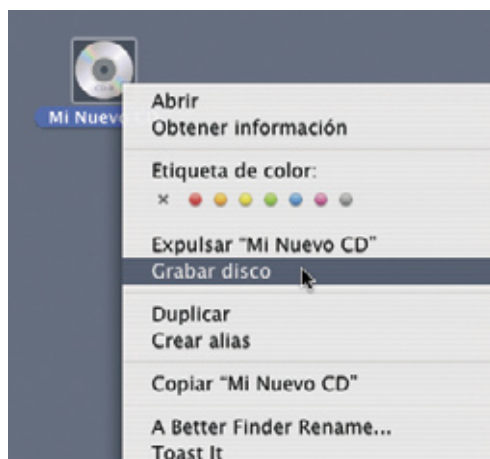 Mi Nuev
Abrir
Obtener información
Etiqueta de color:
Expulsar “Mi Nuevo CD”
Grabar disco
Duplicar
Crear alias
Copiar “Mi Nuevo CD”
A Better Finder Rename...
Toast It